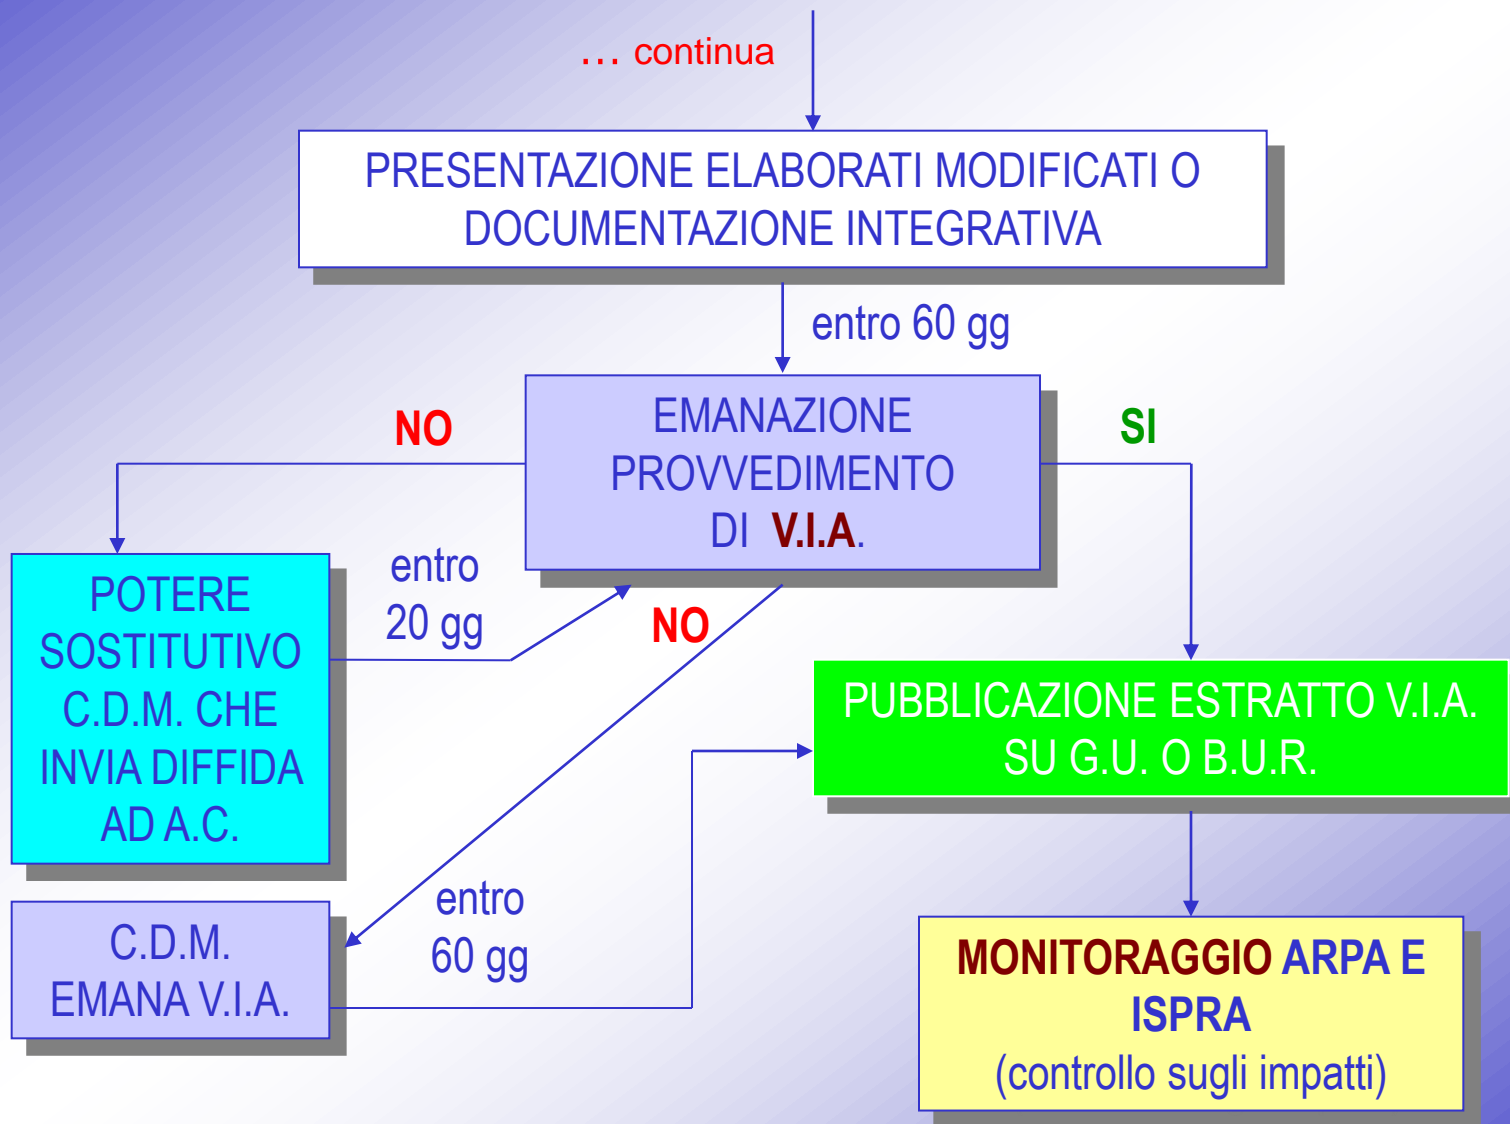 ... continua
PRESENTAZIONE ELABORATI MODIFICATI O
DOCUMENTAZIONE INTEGRATIVA
entro 60 gg
EMANAZIONE
PROVVEDIMENTO
DI V.I.A.
NO
SI
POTERE
SOSTITUTIVO
C.D.M. CHE
INVIA DIFFIDA
AD A.C.
entro
20 gg
NO
PUBBLICAZIONE ESTRATTO V.I.A.
SU G.U. O B.U.R.
C.D.M.
EMANA V.I.A.
entro
60 gg
MONITORAGGIO ARPA E
ISPRA
(controllo sugli impatti)